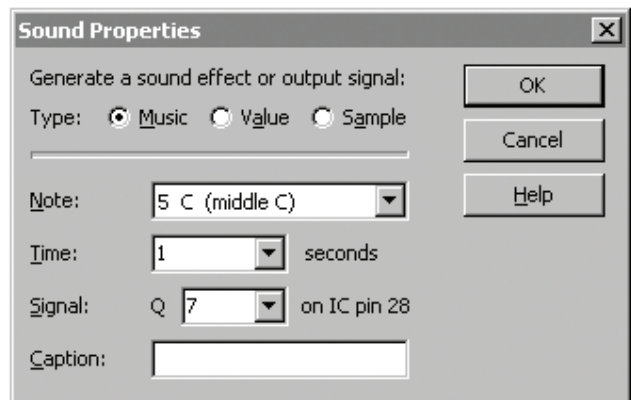 Sound Properties
Generate a sound effect or output signal:
Type: Music Value Sample
OK
Cancel
Help
Note: 5 C (middle C)
Time: 1 seconds
Signal: Q 7 on IC pin 28
Caption: